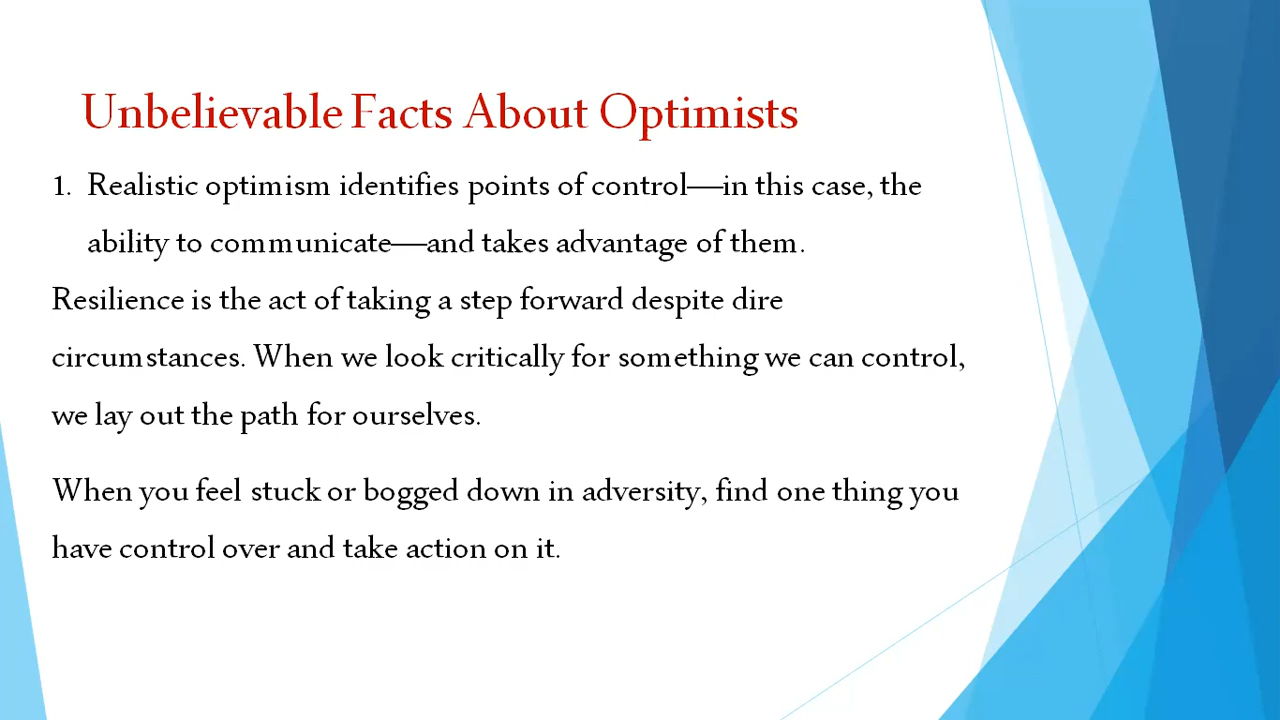 Unbelievable Facts About Optimists
1. Realistic optimism identifies points of control—in this case, the
ability to communicate—and takes advantage of them.
Resilience is the act of taking a step forward despite dire
circumstances. When we look critically for something we can control,
we lay out the path for ourselves.
When you feel stuck or bogged down in adversity, find one thing you
have control over and take action on it.